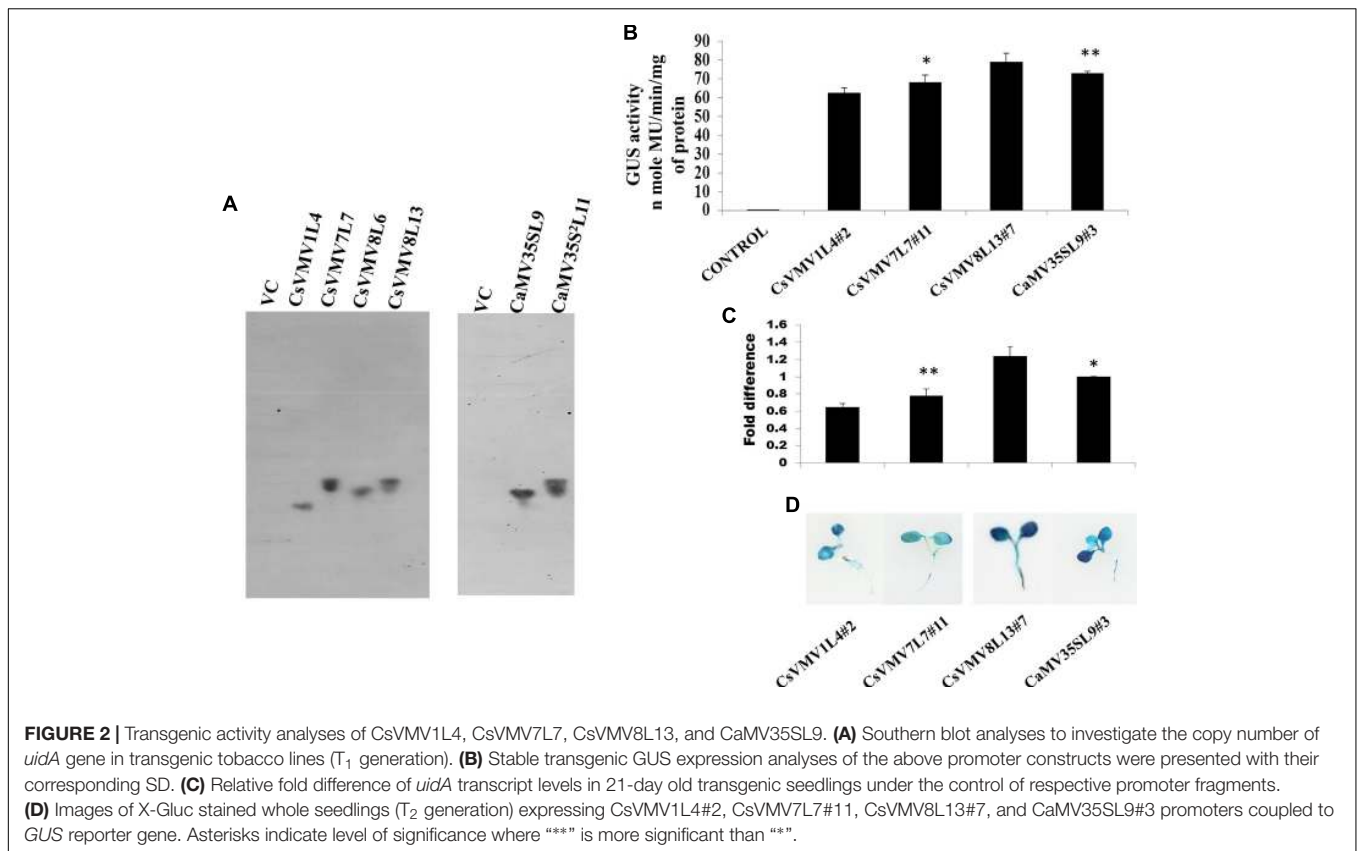 B
90
80
70
60
50
40
30
20
10
0
GUS activity
n mole MU/min/mg
of protein
*
**
CONTROL
CsVMV1L4#2
CsVMV7L7#11
CsVMV8L13#7
CaMV35SL9#3
A
VC
CsVMV1L4
CsVMV7L7
CsVMV8L6
CsVMV8L13
VC
CaMV35SL9
CaMV35S²L11
C
1.6
1.4
1.2
1
0.8
0.6
0.4
0.2
0
Fold difference
**
*
D
CsVMV1L4#2
CsVMV7L7#11
CsVMV8L13#7
CaMV35SL9#3
FIGURE 2 | Transgenic activity analyses of CsVMV1L4, CsVMV7L7, CsVMV8L13, and CaMV35SL9. (A) Southern blot analyses to investigate the copy number of
uidA gene in transgenic tobacco lines (T₁ generation). (B) Stable transgenic GUS expression analyses of the above promoter constructs were presented with their
corresponding SD. (C) Relative fold difference of uidA transcript levels in 21-day old transgenic seedlings under the control of respective promoter fragments.
(D) Images of X-Gluc stained whole seedlings (T₂ generation) expressing CsVMV1L4#2, CsVMV7L7#11, CsVMV8L13#7, and CaMV35SL9#3 promoters coupled to
GUS reporter gene. Asterisks indicate level of significance where "**" is more significant than "*".